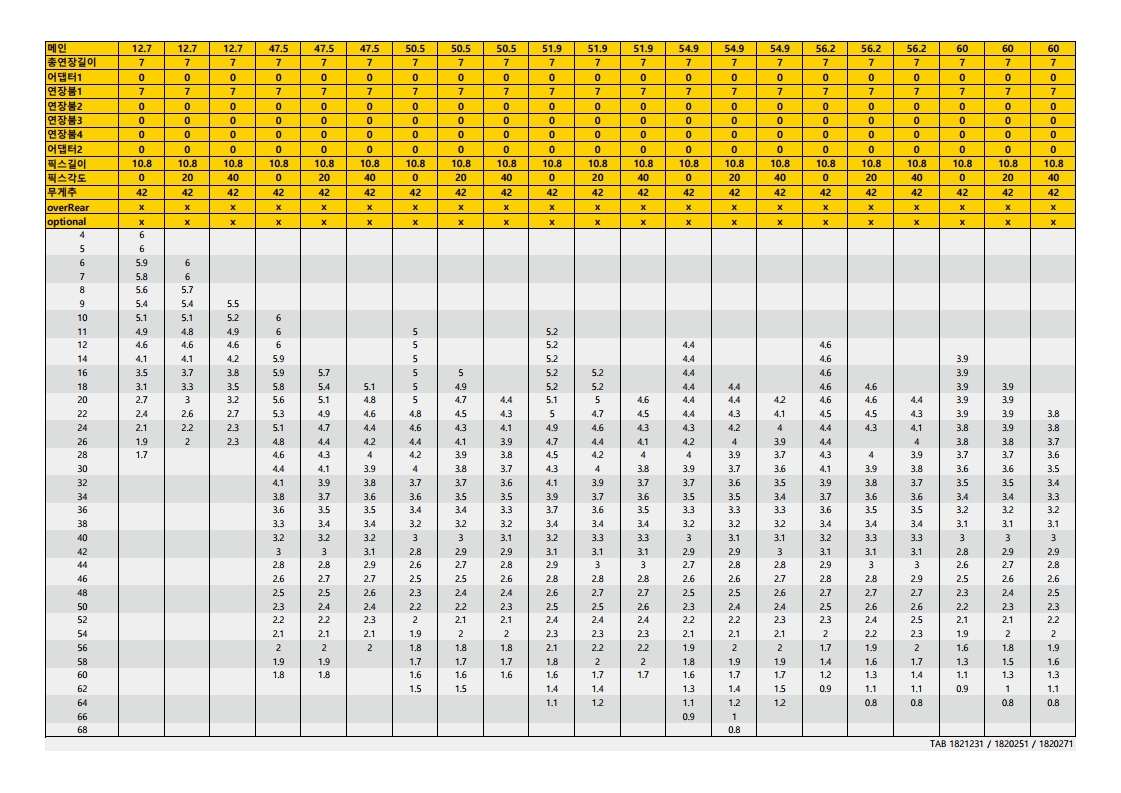 메인 12.7 12.7 12.7 47.5 47.5 47.5 50.5 50.5 50.5 51.9 51.9 51.9 54.9 54.9 54.9 56.2 56.2 56.2 60 60 60
총연장길이 7 7 7 7 7 7 7 7 7 7 7 7 7 7 7 7 7 7 7 7 7
어댑터1 0 0 0 0 0 0 0 0 0 0 0 0 0 0 0 0 0 0 0 0 0
연장붐1 7 7 7 7 7 7 7 7 7 7 7 7 7 7 7 7 7 7 7 7 7
연장붐2 0 0 0 0 0 0 0 0 0 0 0 0 0 0 0 0 0 0 0 0 0
연장붐3 0 0 0 0 0 0 0 0 0 0 0 0 0 0 0 0 0 0 0 0 0
연장붐4 0 0 0 0 0 0 0 0 0 0 0 0 0 0 0 0 0 0 0 0 0
어댑터2 0 0 0 0 0 0 0 0 0 0 0 0 0 0 0 0 0 0 0 0 0
픽스길이 10.8 10.8 10.8 10.8 10.8 10.8 10.8 10.8 10.8 10.8 10.8 10.8 10.8 10.8 10.8 10.8 10.8 10.8 10.8 10.8 10.8
픽스각도 0 20 40 0 20 40 0 20 40 0 20 40 0 20 40 0 20 40 0 20 40
무게추 42 42 42 42 42 42 42 42 42 42 42 42 42 42 42 42 42 42 42 42 42
overRear x x x x x x x x x x x x x x x x x x x x x
optional x x x x x x x x x x x x x x x x x x x x x
4 6
5 6
6 5.9 6
7 5.8 6
8 5.6 5.7
9 5.4 5.4 5.5
10 5.1 5.1 5.2 6
11 4.9 4.8 4.9 6 5 5.2
12 4.6 4.6 4.6 6 5 5.2 4.4 4.6
14 4.1 4.1 4.2 5.9 5 5.2 4.4 4.6 3.9
16 3.5 3.7 3.8 5.9 5.7 5 5 5.2 5.2 4.4 4.6 3.9
18 3.1 3.3 3.5 5.8 5.4 5.1 5 4.9 5.2 5.2 4.4 4.4 4.6 4.6 3.9 3.9
20 2.7 3 3.2 5.6 5.1 4.8 5 4.7 4.4 5.1 5 4.6 4.4 4.4 4.2 4.6 4.6 4.4 3.9 3.9
22 2.4 2.6 2.7 5.3 4.9 4.6 4.8 4.5 4.3 5 4.7 4.5 4.4 4.3 4.1 4.5 4.5 4.3 3.9 3.9 3.8
24 2.1 2.2 2.3 5.1 4.7 4.4 4.6 4.3 4.1 4.9 4.6 4.3 4.3 4.2 4 4.4 4.3 4.1 3.8 3.9 3.8
26 1.9 2 2.3 4.8 4.4 4.2 4.4 4.1 3.9 4.7 4.4 4.1 4.2 4 3.9 4.4 4 3.8 3.8 3.7
28 1.7 4.6 4.3 4 4.2 3.9 3.8 4.5 4.2 4 4 3.9 3.7 4.3 4 3.9 3.7 3.7 3.6
30 4.4 4.1 3.9 4 3.8 3.7 4.3 4 3.8 3.9 3.7 3.6 4.1 3.9 3.8 3.6 3.6 3.5
32 4.1 3.9 3.8 3.7 3.7 3.6 4.1 3.9 3.7 3.7 3.6 3.5 3.9 3.8 3.7 3.5 3.5 3.4
34 3.8 3.7 3.6 3.6 3.5 3.5 3.9 3.7 3.6 3.5 3.5 3.4 3.7 3.6 3.6 3.4 3.4 3.3
36 3.6 3.5 3.5 3.4 3.4 3.3 3.7 3.6 3.5 3.3 3.3 3.3 3.6 3.5 3.5 3.2 3.2 3.2
38 3.3 3.4 3.4 3.2 3.2 3.2 3.4 3.4 3.4 3.2 3.2 3.2 3.4 3.4 3.4 3.1 3.1 3.1
40 3.2 3.2 3.2 3 3 3.1 3.2 3.3 3.3 3 3.1 3.1 3.2 3.3 3.3 3 3 3
42 3 3 3.1 2.8 2.9 2.9 3.1 3.1 3.1 2.9 2.9 3 3.1 3.1 3.1 2.8 2.9 2.9
44 2.8 2.8 2.9 2.6 2.7 2.8 2.9 3 3 2.7 2.8 2.8 2.9 3 3 2.6 2.7 2.8
46 2.6 2.7 2.7 2.5 2.5 2.6 2.8 2.8 2.8 2.6 2.6 2.7 2.8 2.8 2.9 2.5 2.6 2.6
48 2.5 2.5 2.6 2.3 2.4 2.4 2.6 2.7 2.7 2.5 2.5 2.6 2.6 2.7 2.7 2.3 2.4 2.5
50 2.3 2.4 2.4 2.2 2.2 2.3 2.5 2.5 2.6 2.3 2.4 2.4 2.5 2.6 2.6 2.2 2.3 2.3
52 2.2 2.2 2.3 2 2.1 2.1 2.4 2.4 2.4 2.2 2.2 2.3 2.3 2.4 2.5 2.1 2.1 2.2
54 2.1 2.1 2.1 1.9 2 2 2.3 2.3 2.3 2.1 2.1 2.1 2 2.2 2.3 1.9 2 2
56 2 2 2 1.8 1.8 1.8 2.1 2.2 2.2 1.9 2 2 1.7 1.9 2 1.6 1.8 1.9
58 1.9 1.9 1.7 1.7 1.7 1.8 2 2 1.8 1.9 1.9 1.4 1.6 1.7 1.3 1.5 1.6
60 1.8 1.8 1.6 1.6 1.6 1.6 1.7 1.7 1.6 1.7 1.7 1.2 1.3 1.4 1.1 1.3 1.3
62 1.5 1.5 1.4 1.4 1.3 1.4 1.5 0.9 1.1 1.1 0.9 1 1.1
64 1.1 1.2 1.1 1.2 1.2 0.8 0.8 0.8 0.8
66 0.9 1
68 0.8
TAB 1821231 / 1820251 / 1820271